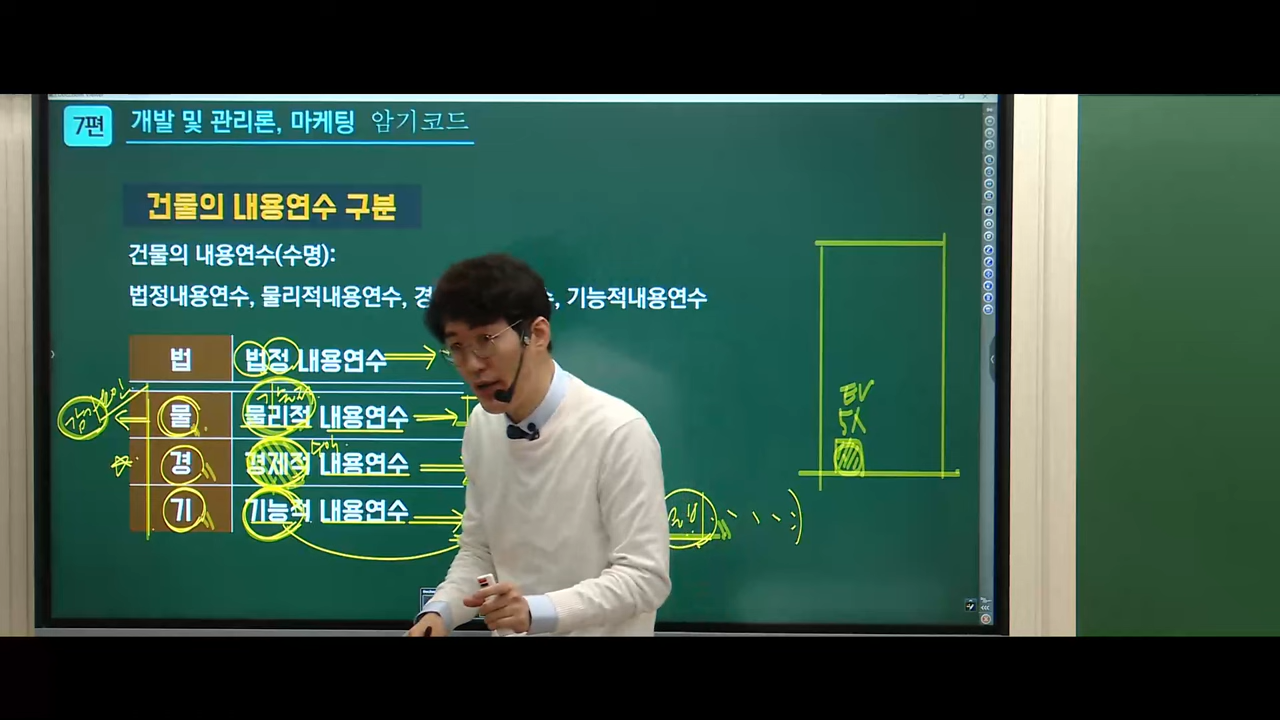 7편 개발 및 관리론, 마케팅 암기코드
건물의 내용연수 구분
건물의 내용연수(수명):
법정내용연수, 물리적내용연수, 경 , 기능적내용연수
법 법정 내용연수
물 물리적 내용연수
경 경제적 내용연수
기 기능적 내용연수
EV
5X